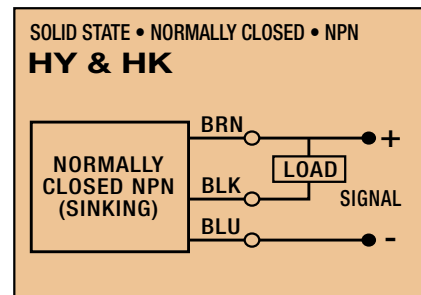 SOLID STATE • NORMALLY CLOSED • NPN
HY & HK
BRN
+
NORMALLY
CLOSED NPN
(SINKING)
LOAD
BLK
SIGNAL
BLU
-